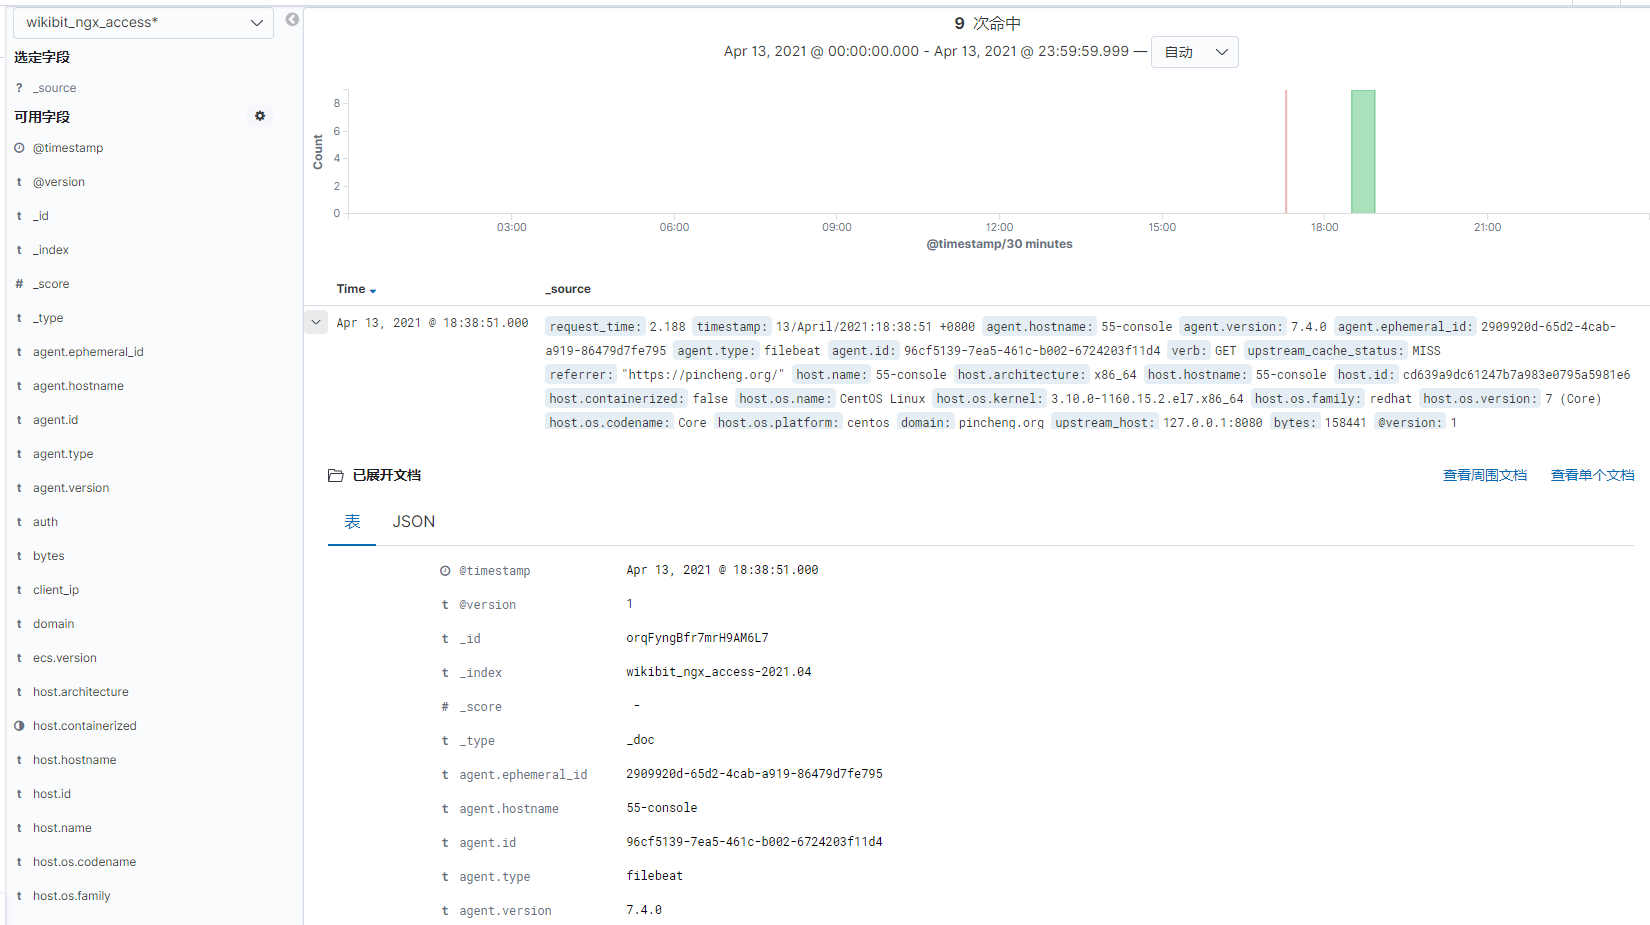 wikibit_ngx_access*
选定字段
? _source
可用字段
@timestamp
t @version
t _id
t _index
# _score
t _type
t agent.ephemeral_id
t agent.hostname
t agent.id
t agent.type
t agent.version
t auth
t bytes
t client_ip
t domain
t ecs.version
t host.architecture
host.containerized
t host.hostname
t host.id
t host.name
t host.os.codename
t host.os.family
9 次命中
Apr 13, 2021 @ 00:00:00.000 - Apr 13, 2021 @ 23:59:59.999 — 自动
Count
8
6
4
2
0
03:00 06:00 09:00 12:00 15:00 18:00 21:00
@timestamp/30 minutes
Time _source
Apr 13, 2021 @ 18:38:51.000
request_time: 2.188 timestamp: 13/April/2021:18:38:51 +0800 agent.hostname: 55-console agent.version: 7.4.0 agent.ephemeral_id: 2909920d-65d2-4cab-
a919-86479d7fe795 agent.type: filebeat agent.id: 96cf5139-7ea5-461c-b002-6724203f11d4 verb: GET upstream_cache_status: MISS
referrer: "https://pincheng.org/" host.name: 55-console host.architecture: x86_64 host.hostname: 55-console host.id: cd639a9dc61247b7a983e0795a5981e6
host.containerized: false host.os.name: CentOS Linux host.os.kernel: 3.10.0-1160.15.2.el7.x86_64 host.os.family: redhat host.os.version: 7 (Core)
host.os.codename: Core host.os.platform: centos domain: pincheng.org upstream_host: 127.0.0.1:8080 bytes: 158441 @version: 1
已展开文档 查看周围文档 查看单个文档
表 JSON
@timestamp Apr 13, 2021 @ 18:38:51.000
t @version 1
t _id orqFyngBfr7mrH9AM6L7
t _index wikibit_ngx_access-2021.04
# _score -
t _type _doc
t agent.ephemeral_id 2909920d-65d2-4cab-a919-86479d7fe795
t agent.hostname 55-console
t agent.id 96cf5139-7ea5-461c-b002-6724203f11d4
t agent.type filebeat
t agent.version 7.4.0